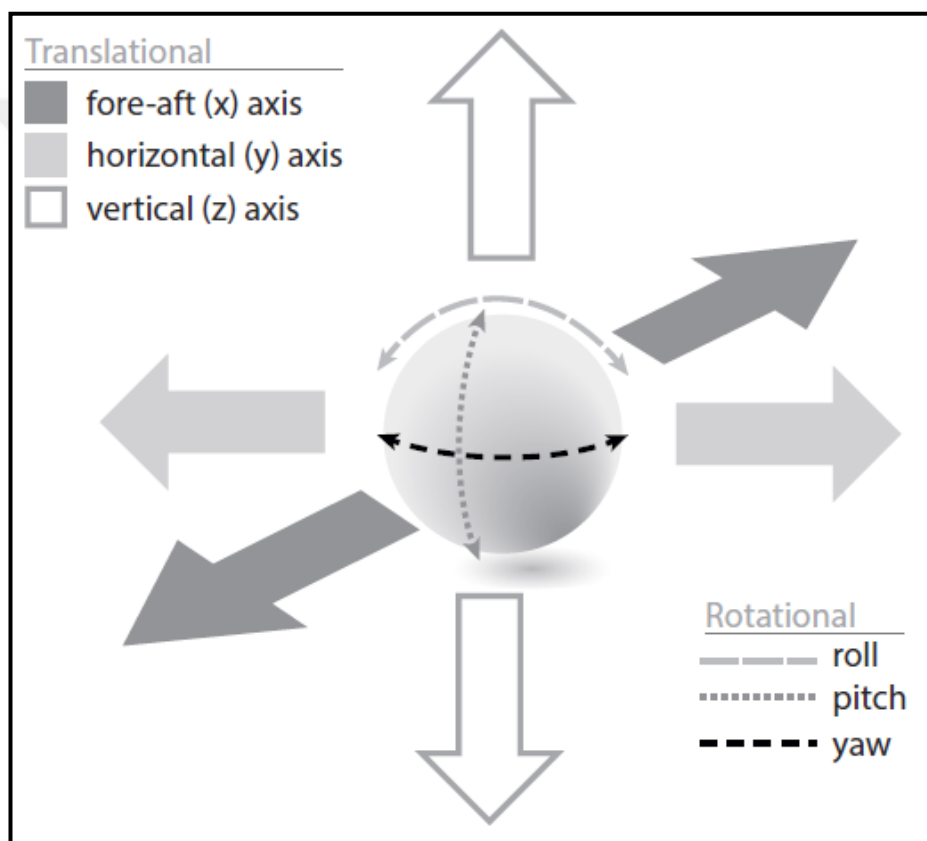 Translational
fore-aft (x) axis
horizontal (y) axis
vertical (z) axis
Rotational
roll
pitch
yaw